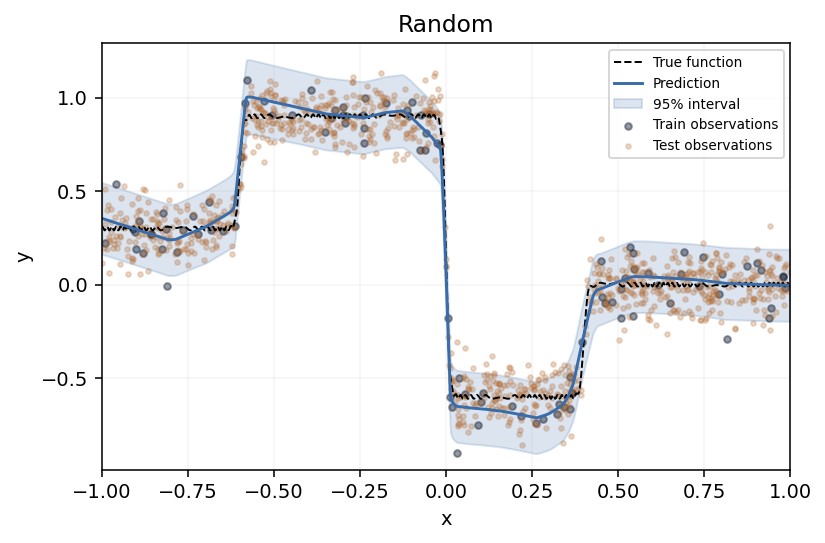 Random
True function
Prediction
95% interval
Train observations
Test observations
y
1.0
0.5
0.0
−0.5
−1.00
−0.75
−0.50
−0.25
0.00
0.25
0.50
0.75
1.00
x